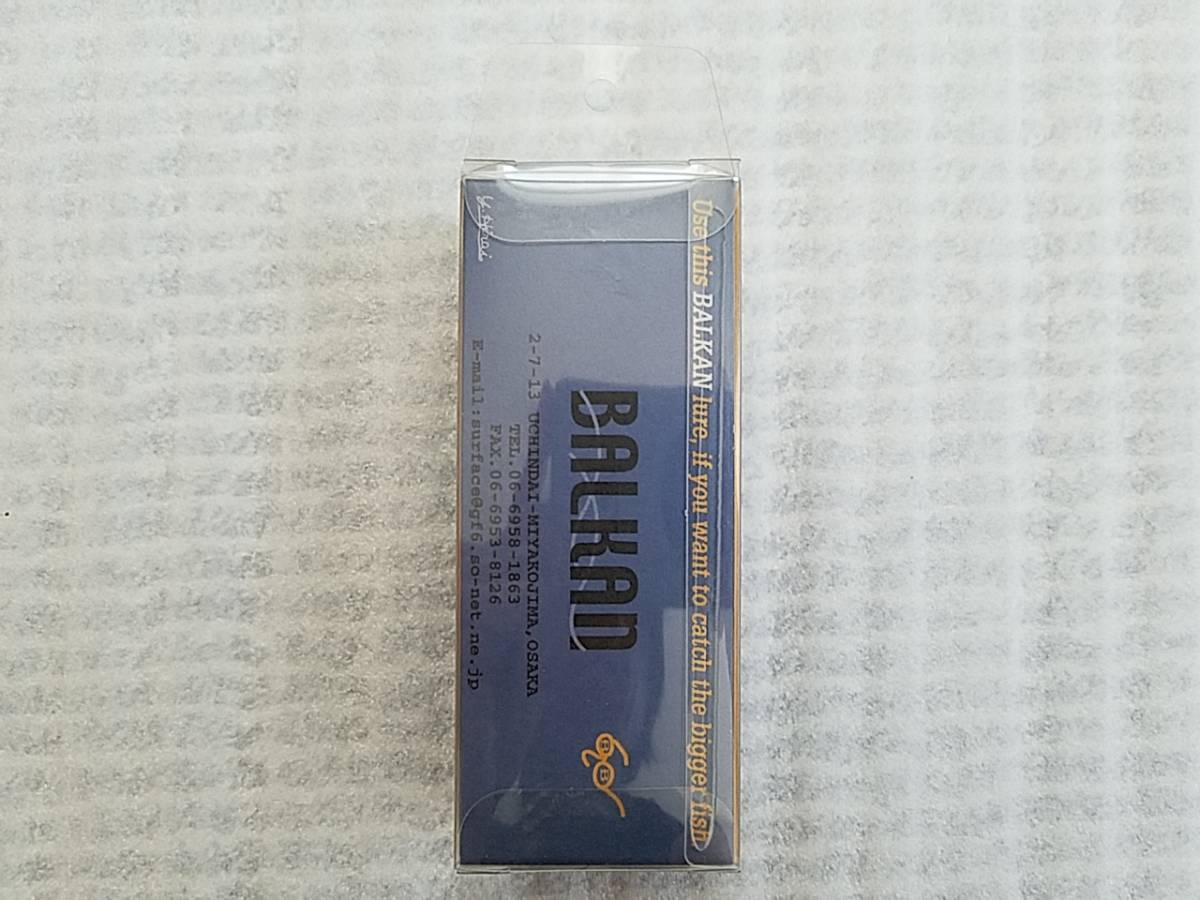 Use this BALKAN lure, if you want to catch the bigger fish
BALKAN
B B
2-7-13 UCHINDAI-MIYAKOJIMA,OSAKA
TEL.06-6958-1863
FAX.06-6953-8126
E-mail:surface@gf6.so-net.ne.jp